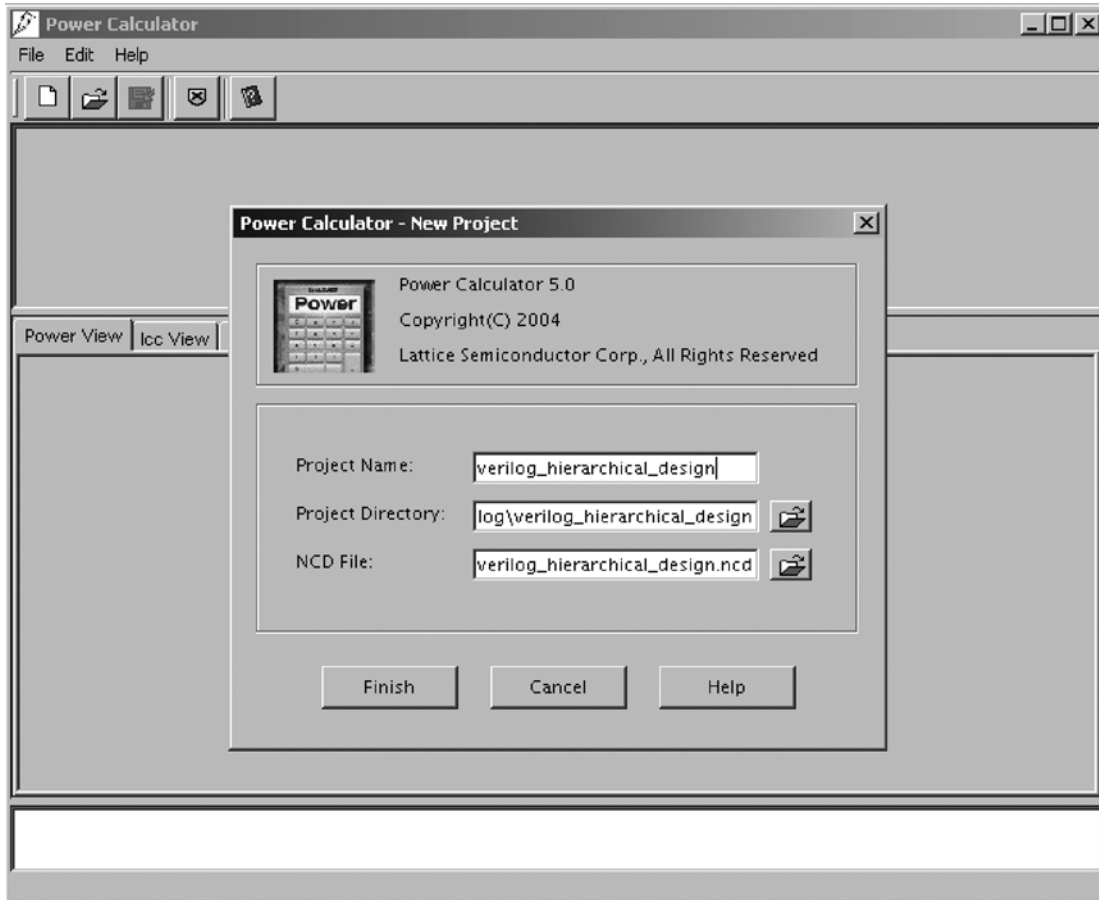 Power Calculator
File Edit Help
Power Calculator - New Project
Power
Power Calculator 5.0
Copyright(C) 2004
Lattice Semiconductor Corp., All Rights Reserved
Power View Icc View
Project Name: verilog_hierarchical_design
Project Directory: log\verilog_hierarchical_design
NCD File: verilog_hierarchical_design.ncd
Finish Cancel Help